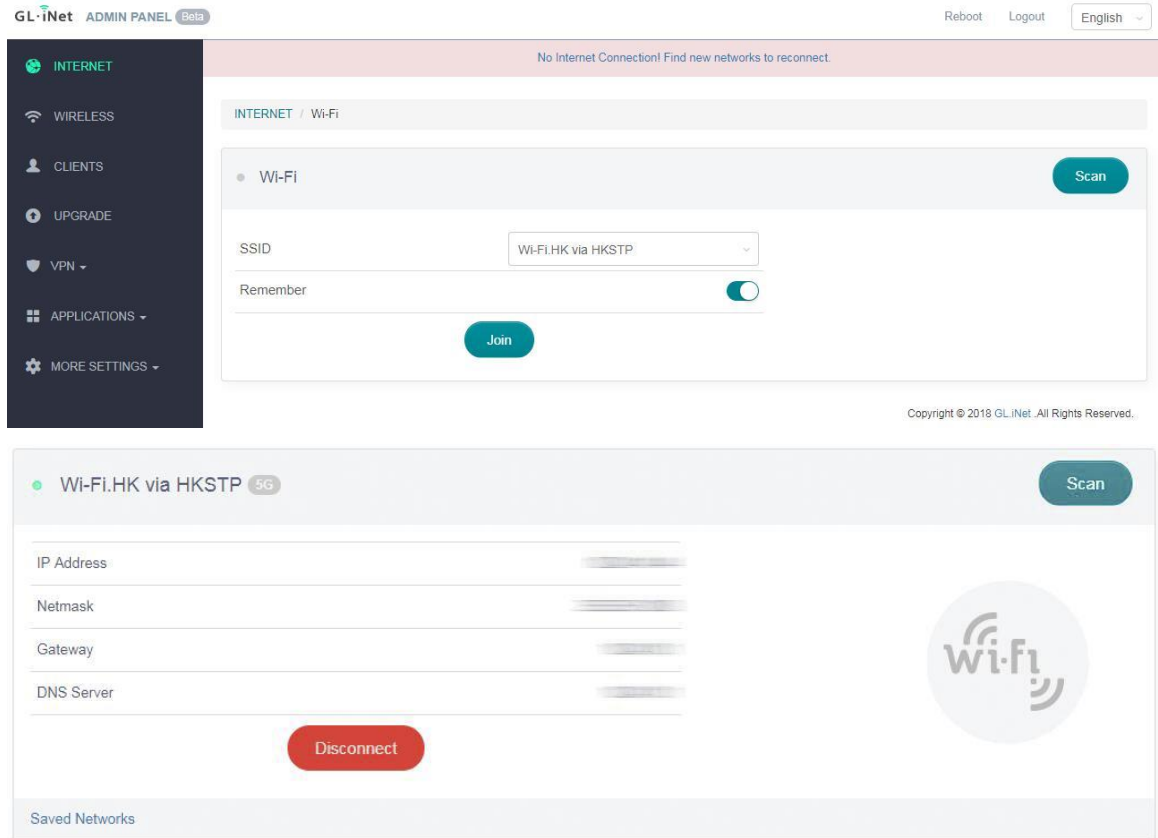 GL·iNet ADMIN PANEL Beta Reboot Logout English
No Internet Connection! Find new networks to reconnect.
INTERNET
WIRELESS
CLIENTS
UPGRADE
VPN
APPLICATIONS
MORE SETTINGS
INTERNET / Wi-Fi
Wi-Fi Scan
SSID Wi-Fi.HK via HKSTP
Remember
Join
Copyright © 2018 GL.iNet .All Rights Reserved.
Wi-Fi.HK via HKSTP 5G Scan
IP Address
Netmask
Gateway
DNS Server
Wi-Fi
Disconnect
Saved Networks